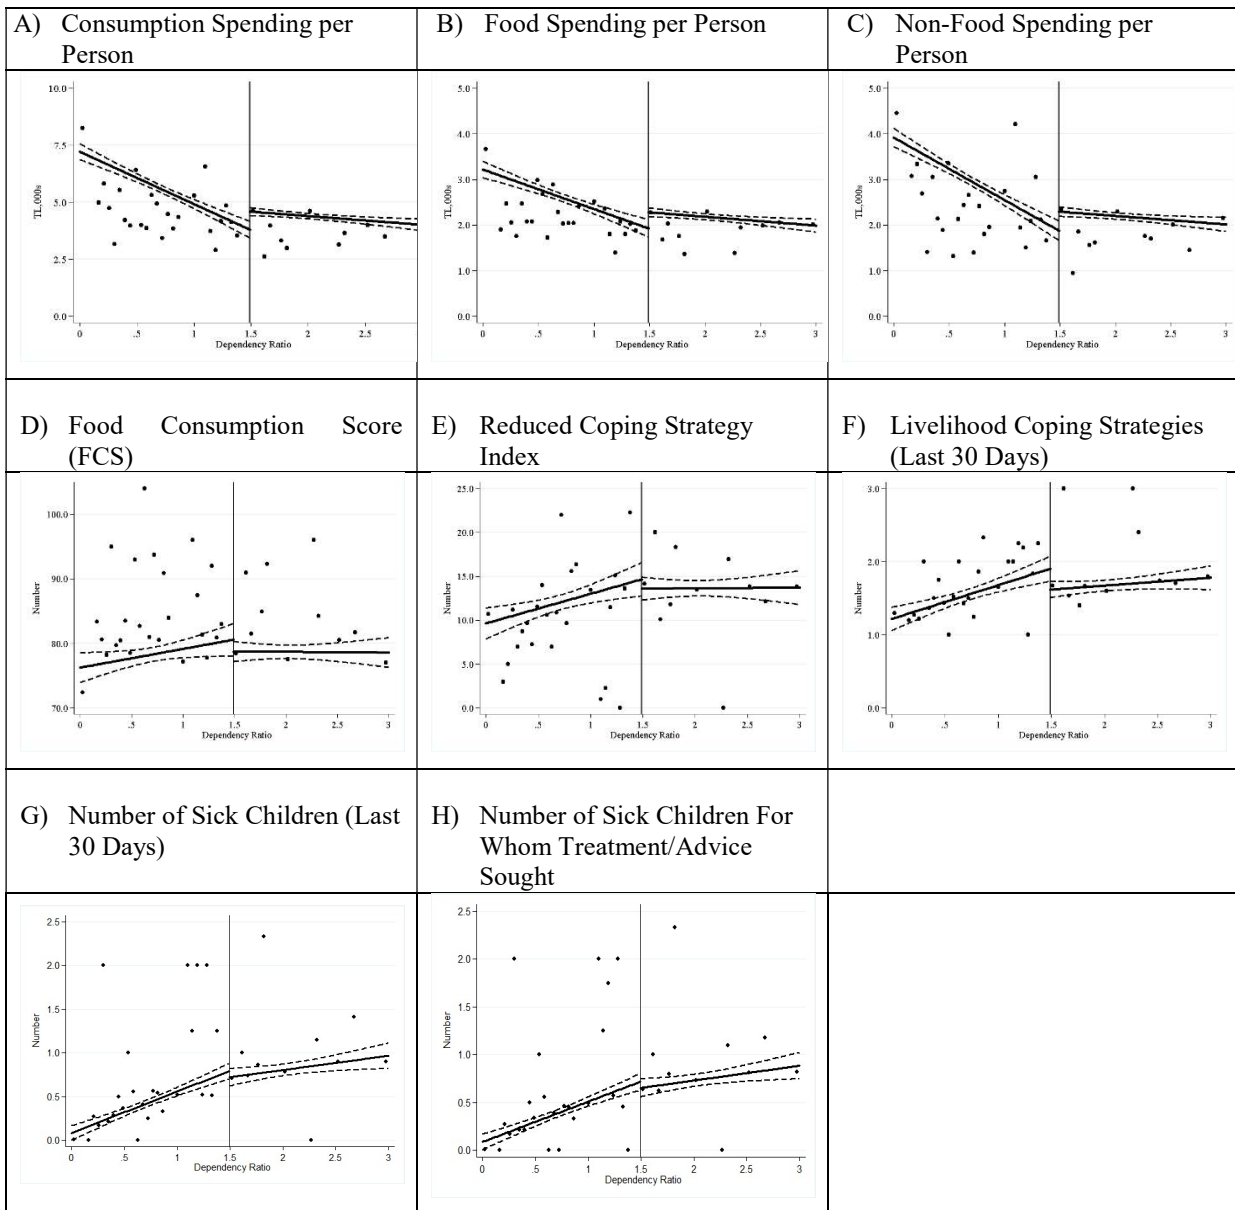 A) Consumption Spending per
Person
B) Food Spending per Person
C) Non-Food Spending per
Person
10.0
7.5
5.0
2.5
0.0
TL,000s
0 .5 1 1.5 2 2.5
Dependency Ratio
5.0
4.0
3.0
2.0
1.0
0.0
TL,000s
0 .5 1 1.5 2 2.5 3
Dependency Ratio
5.0
4.0
3.0
2.0
1.0
0.0
TL,000s
0 .5 1 1.5 2 2.5 3
Dependency Ratio
D) Food Consumption Score
(FCS)
E) Reduced Coping Strategy
Index
F) Livelihood Coping Strategies
(Last 30 Days)
100.0
90.0
80.0
70.0
Number
0 .5 1 1.5 2 2.5 3
Dependency Ratio
25.0
20.0
15.0
10.0
5.0
0.0
Number
0 .5 1 1.5 2 2.5 3
Dependency Ratio
3.0
2.0
1.0
0.0
Number
0 .5 1 1.5 2 2.5 3
Dependency Ratio
G) Number of Sick Children (Last
30 Days)
H) Number of Sick Children For
Whom Treatment/Advice
Sought
2.5
2.0
1.5
1.0
0.5
0.0
Number
0 .5 1 1.5 2 2.5 3
Dependency Ratio
2.5
2.0
1.5
1.0
0.5
0.0
Number
0 .5 1 1.5 2 2.5 3
Dependency Ratio